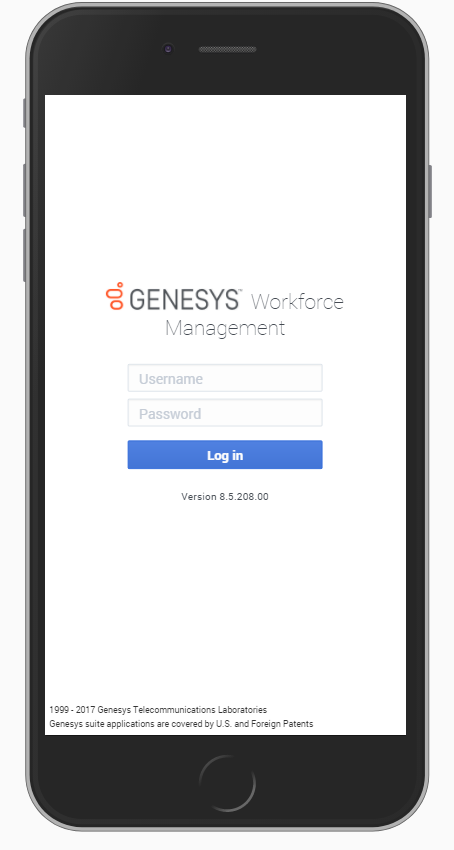 GENESYS™ Workforce
Management
Username
Password
Log in
Version 8.5.208.00
1999 - 2017 Genesys Telecommunications Laboratories
Genesys suite applications are covered by U.S. and Foreign Patents